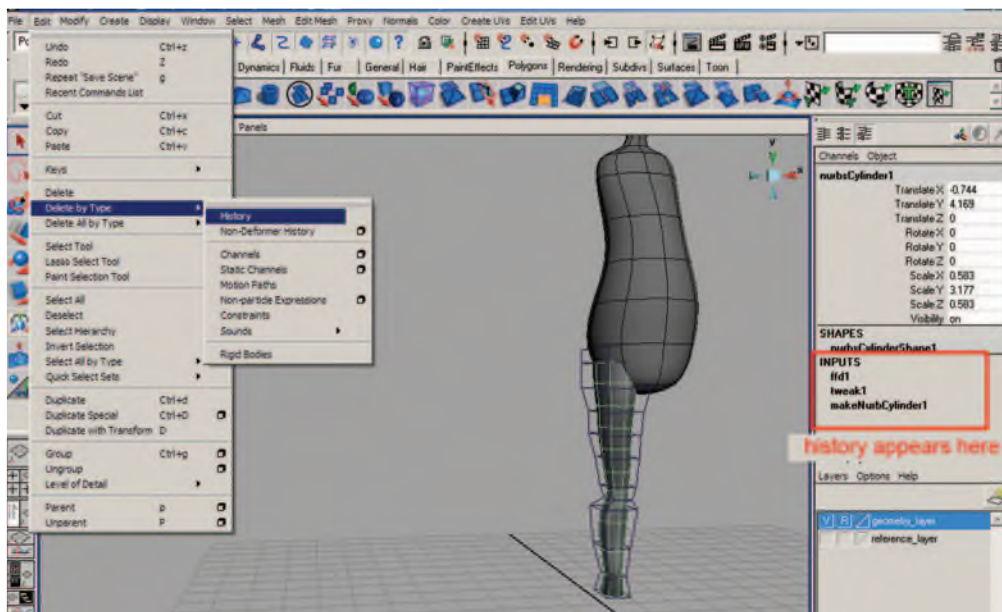 File Edit Modify Create Display Window Select Mesh Edit Mesh Proxy Normals Color Create UVs Edit UVs Help
Undo Ctrl+z
Redo Z
Repeat "Save Scene" g
Recent Commands List
Cut Ctrl+x
Copy Ctrl+c
Paste Ctrl+v
Keys
Delete
Delete by Type
Delete All by Type
Select Tool
Lasso Select Tool
Paint Selection Tool
Select All
Deselect
Select Hierarchy
Invert Selection
Select All by Type
Quick Select Sets
Duplicate Ctrl+d
Duplicate Special Ctrl+D
Duplicate with Transform D
Group Ctrl+g
Ungroup
Level of Detail
Parent p
Unparent P
History
Non-Deformer History
Channels
Static Channels
Motion Paths
Non-particle Expressions
Constraints
Sounds
Rigid Bodies
Dynamics Fluids Fur General Hair PaintEffects Polygons Rendering Subdivs Surfaces Toon
Panels
y
y
x
Channels Object
nurbsCylinder1
Translate X -0.744
Translate Y 4.169
Translate Z 0
Rotate X 0
Rotate Y 0
Rotate Z 0
Scale X 0.583
Scale Y 3.177
Scale Z 0.583
Visibility on
SHAPES
nurbsCylinderShape1
INPUTS
ffd1
tweak1
makeNurbCylinder1
history appears here
Layers Options Help
V R geometry_layer
reference_layer